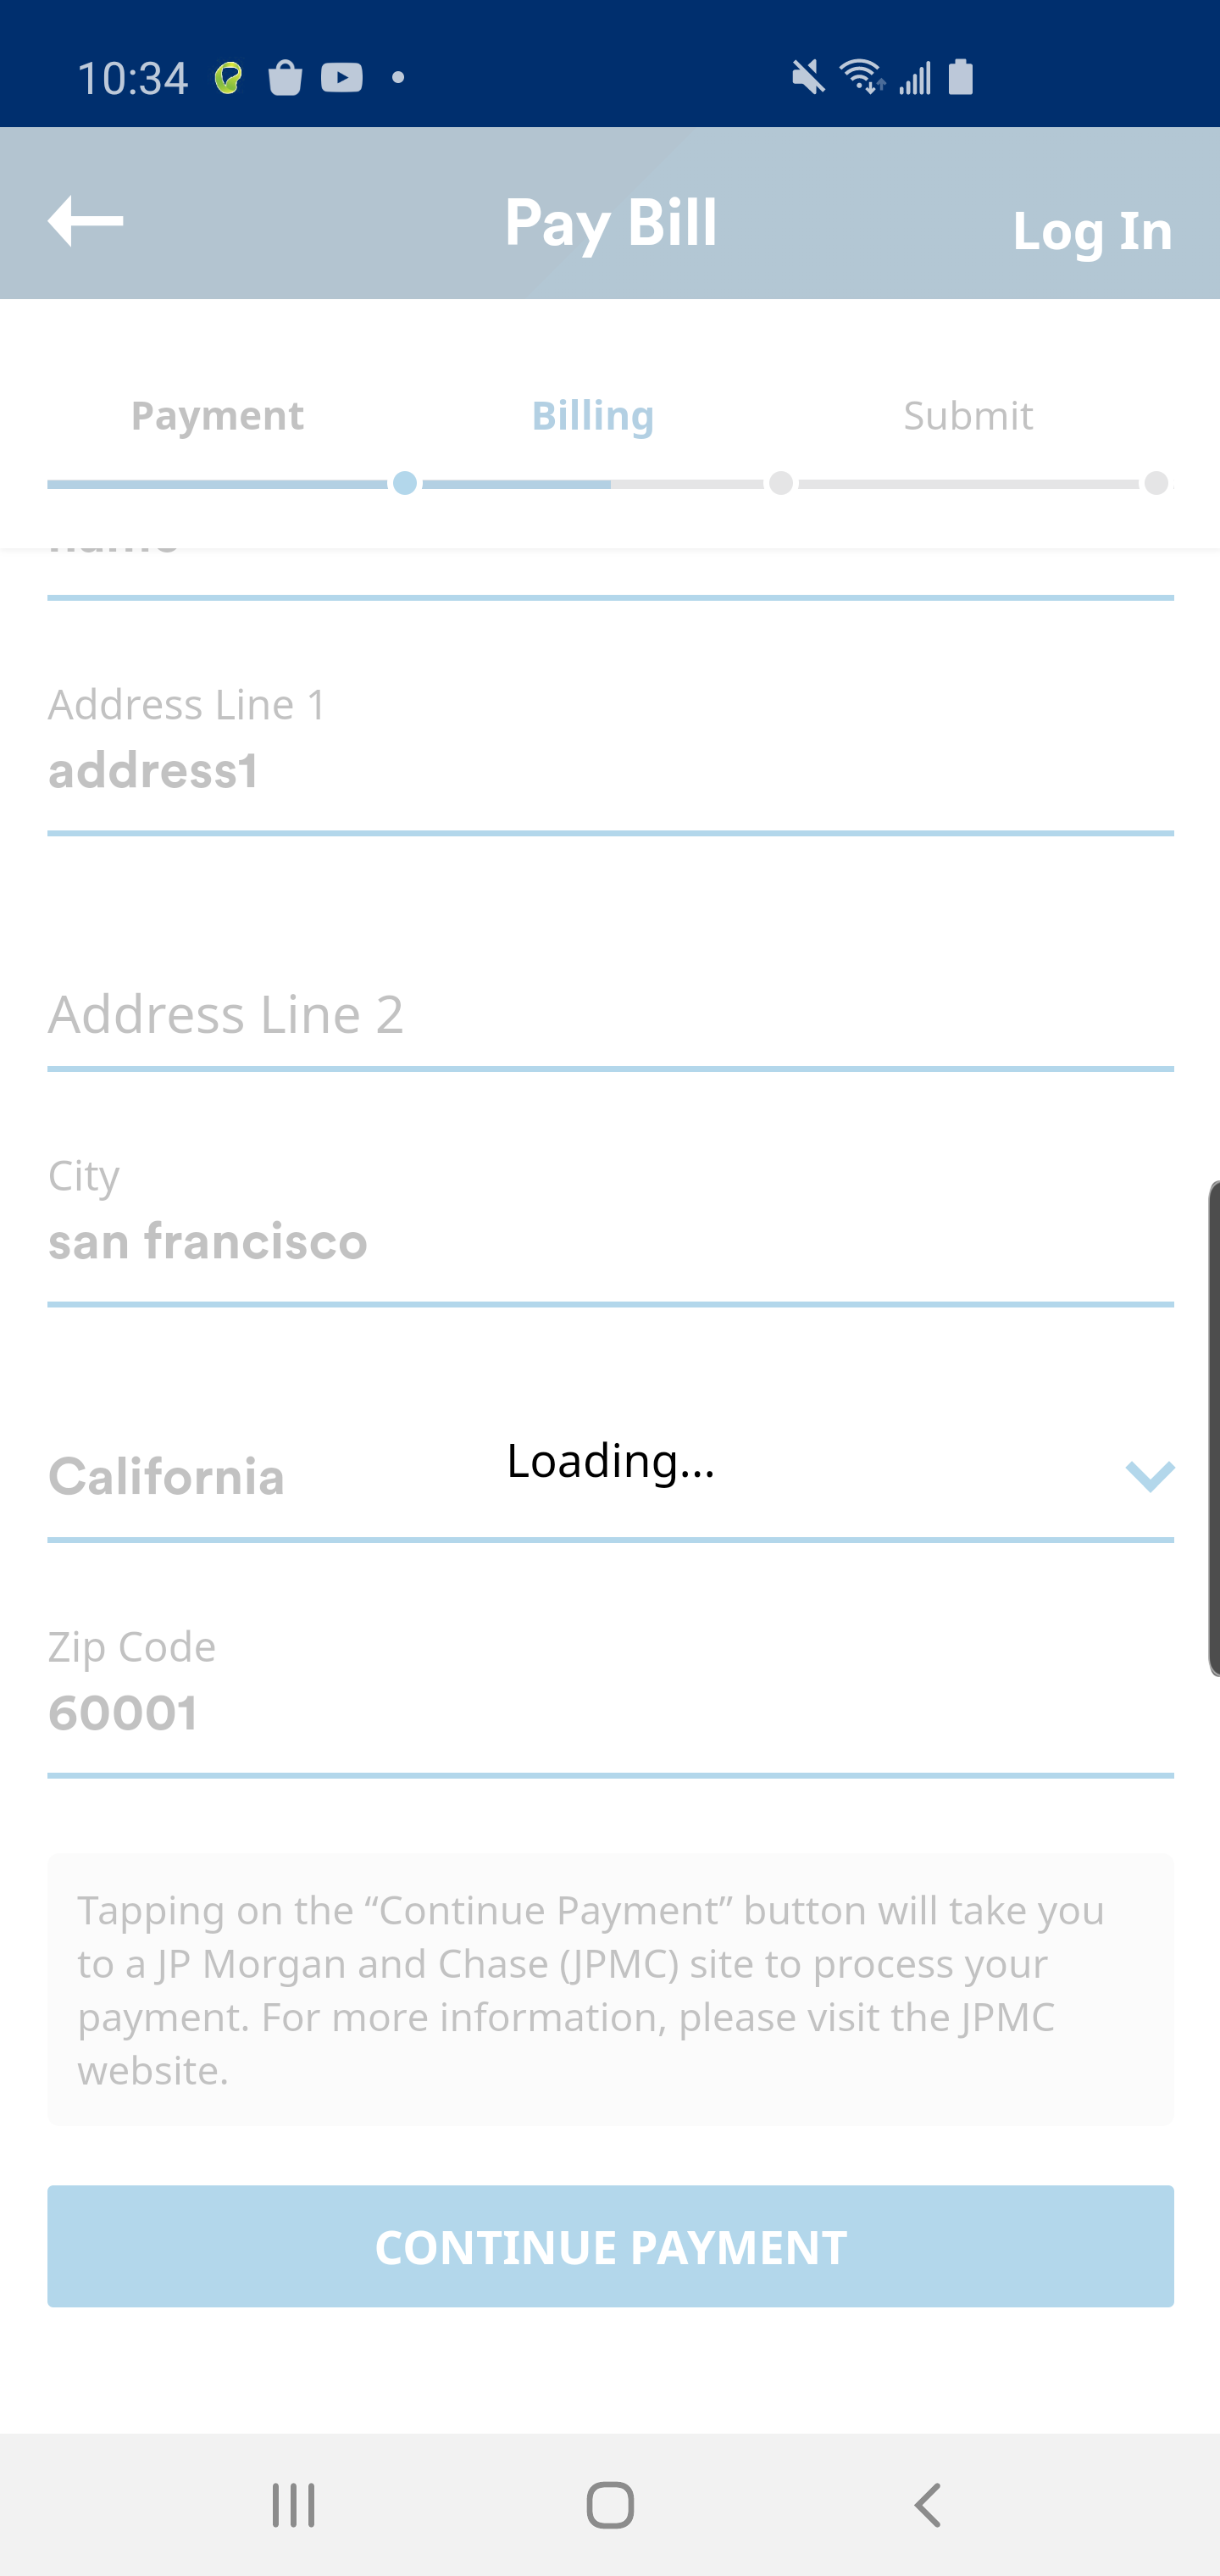 10:34
Pay Bill
Log In
Payment
Billing
Submit
Address Line 1
address1
Address Line 2
City
san francisco
California
Loading...
Zip Code
60001
Tapping on the “Continue Payment” button will take you
to a JP Morgan and Chase (JPMC) site to process your
payment. For more information, please visit the JPMC
website.
CONTINUE PAYMENT